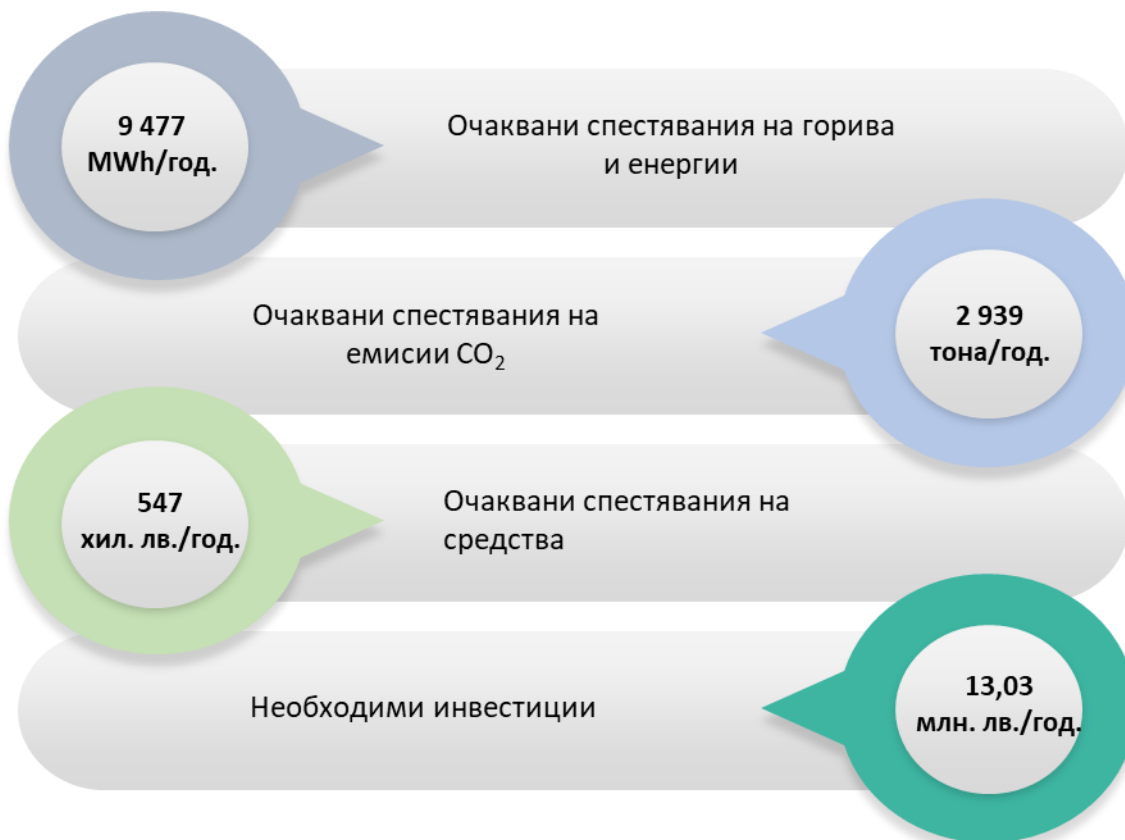 9 477
MWh/год.
Очаквани спестявания на горива
и енергии
Очаквани спестявания на
емисии CO₂
2 939
тона/год.
547
хил. лв./год.
Очаквани спестявания на
средства
Необходими инвестиции
13,03
млн. лв./год.